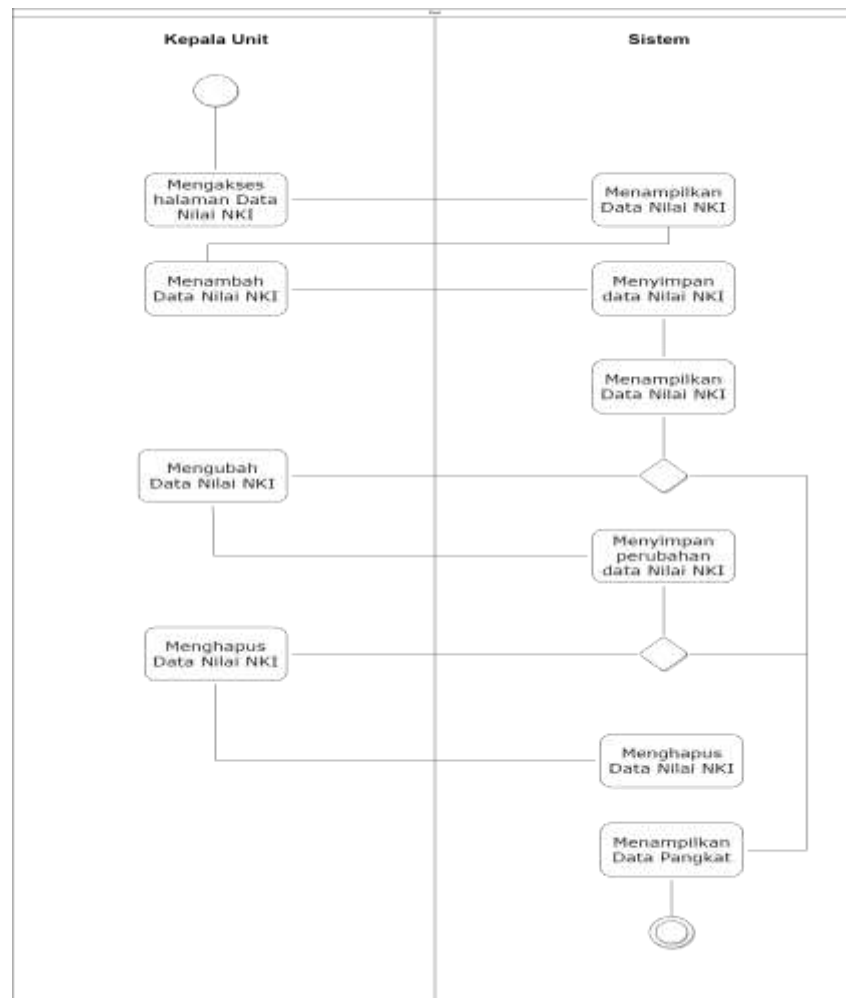 Kepala Unit
Sistem
Mengakses
halaman Data
Nilai NKI
Menampilkan
Data Nilai NKI
Menambah
Data Nilai NKI
Menyimpan
data Nilai NKI
Menampilkan
Data Nilai NKI
Mengubah
Data Nilai NKI
Menyimpan
perubahan
data Nilai NKI
Menghapus
Data Nilai NKI
Menghapus
Data Nilai NKI
Menampilkan
Data Pangkat